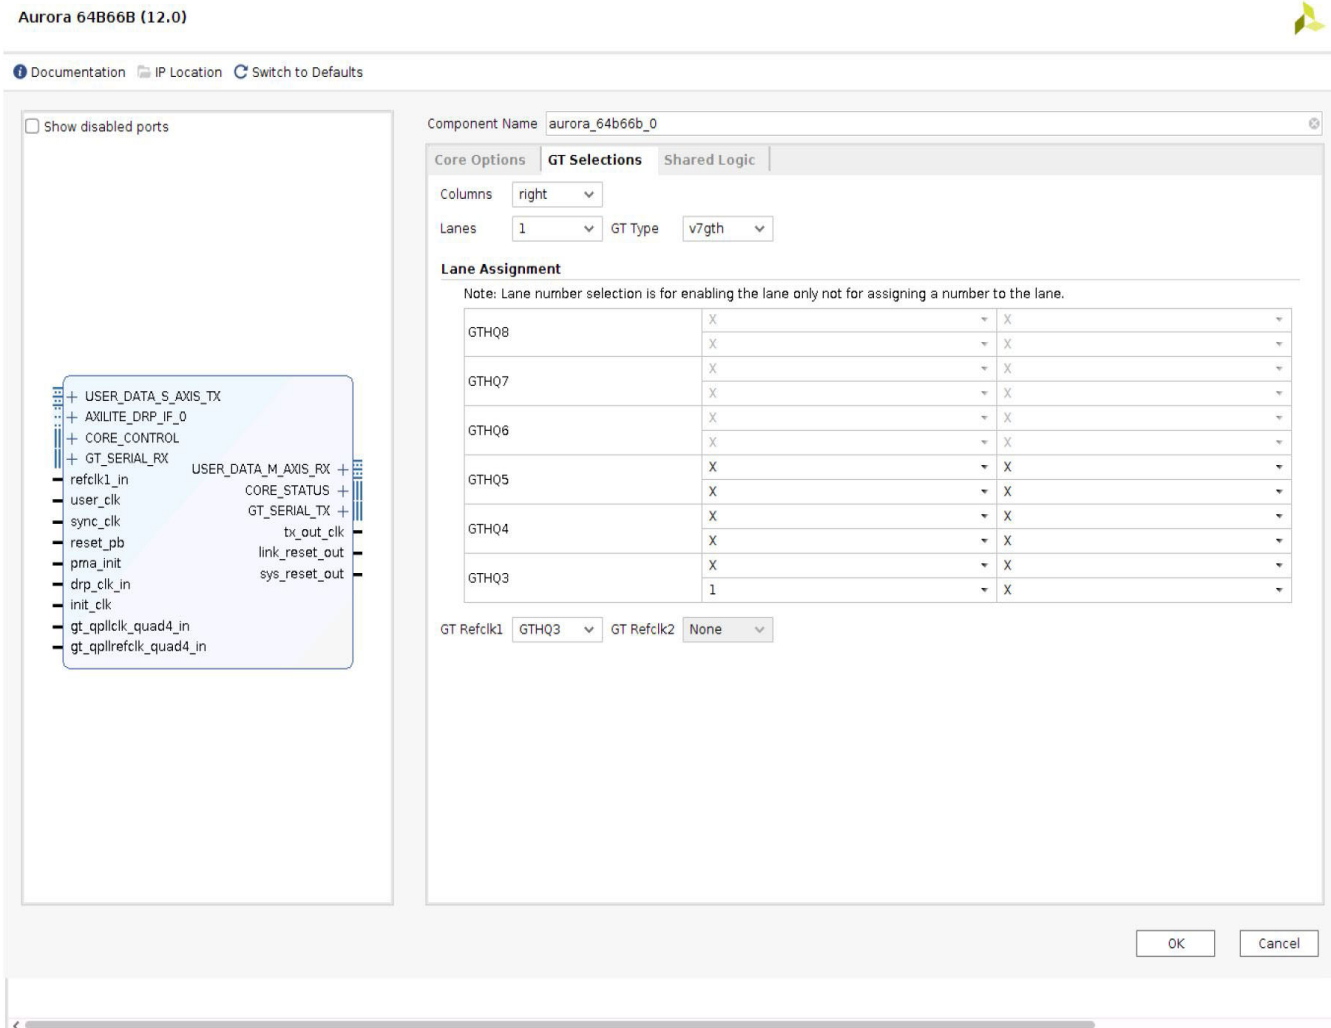 Aurora 64B66B (12.0)
Documentation IP Location Switch to Defaults
Show disabled ports
USER_DATA_S_AXIS_TX
AXILITE_DRP_IF_0
CORE_CONTROL
GT_SERIAL_RX
refclk1_in
user_clk
sync_clk
reset_pb
pma_init
drp_clk_in
init_clk
gt_qpllclk_quad4_in
gt_qpllrefclk_quad4_in
USER_DATA_M_AXIS_RX
CORE_STATUS
GT_SERIAL_TX
tx_out_clk
link_reset_out
sys_reset_out
Component Name aurora_64b66b_0
Core Options GT Selections Shared Logic
Columns right
Lanes 1 GT Type v7gth
Lane Assignment
Note: Lane number selection is for enabling the lane only not for assigning a number to the lane.
GTHQ8
X X
X X
GTHQ7
X X
X X
GTHQ6
X X
X X
GTHQ5
X X
X X
GTHQ4
X X
X X
GTHQ3
X X
1 X
GT Refclk1 GTHQ3 GT Refclk2 None
OK Cancel